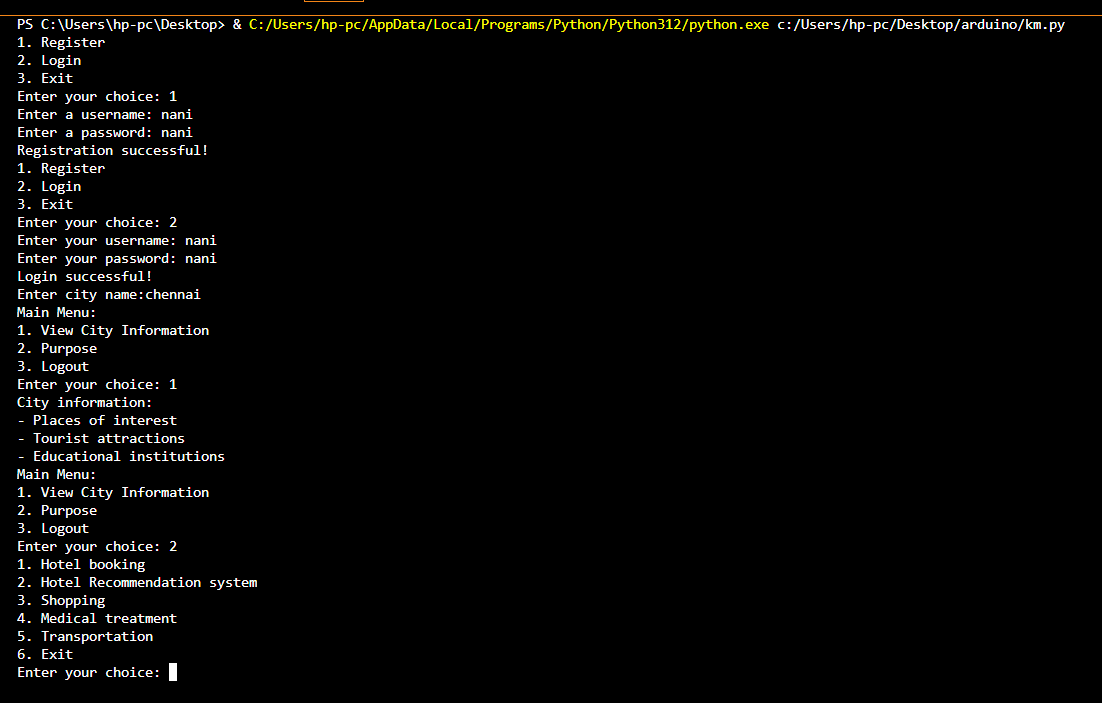 PS C:\Users\hp-pc\Desktop> & C:/Users/hp-pc/AppData/Local/Programs/Python/Python312/python.exe c:/Users/hp-pc/Desktop/arduino/km.py
1. Register
2. Login
3. Exit
Enter your choice: 1
Enter a username: nani
Enter a password: nani
Registration successful!
1. Register
2. Login
3. Exit
Enter your choice: 2
Enter your username: nani
Enter your password: nani
Login successful!
Enter city name:chennai
Main Menu:
1. View City Information
2. Purpose
3. Logout
Enter your choice: 1
City information:
- Places of interest
- Tourist attractions
- Educational institutions
Main Menu:
1. View City Information
2. Purpose
3. Logout
Enter your choice: 2
1. Hotel booking
2. Hotel Recommendation system
3. Shopping
4. Medical treatment
5. Transportation
6. Exit
Enter your choice: